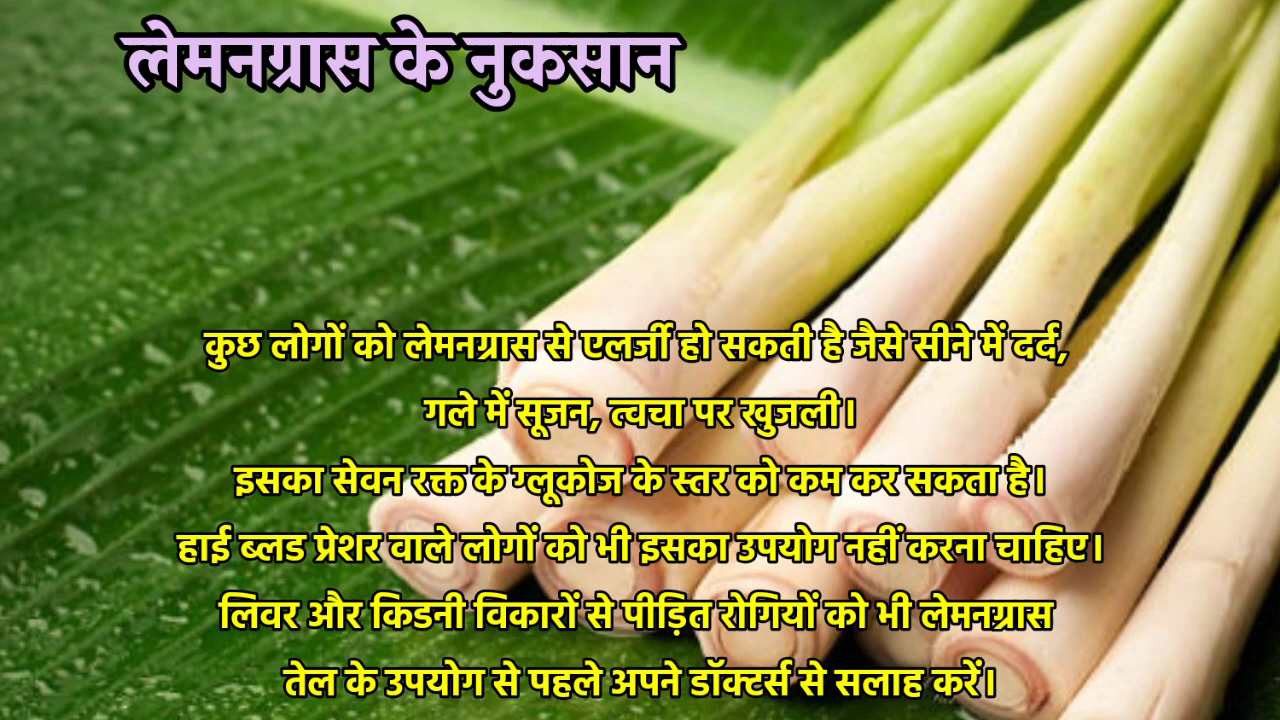 लेमनग्रास के नुकसान
कुछ लोगों को लेमनग्रास से एलर्जी हो सकती है जैसे सीने में दर्द,
गले में सूजन, त्वचा पर खुजली।
इसका सेवन रक्त के ग्लूकोज के स्तर को कम कर सकता है।
हाई ब्लड प्रेशर वाले लोगों को भी इसका उपयोग नहीं करना चाहिए।
लिवर और किडनी विकारों से पीड़ित रोगियों को भी लेमनग्रास
तेल के उपयोग से पहले अपने डॉक्टर्स से सलाह करें।